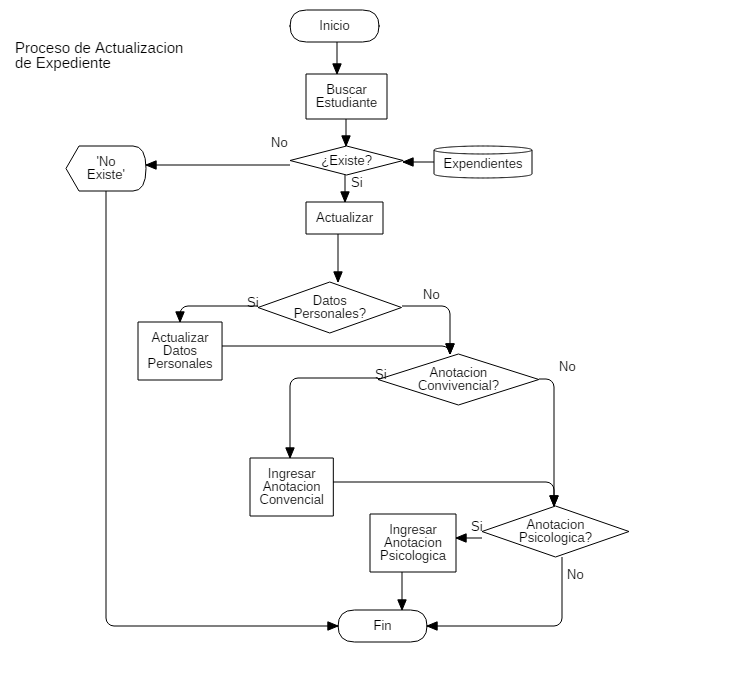 Inicio
Proceso de Actualizacion
de Expediente
Buscar
Estudiante
No
¿Existe?
Expendientes
'No
Existe'
Si
Actualizar
Si
Datos
Personales?
No
Actualizar
Datos
Personales
Si
Anotacion
Convivencial?
No
Ingresar
Anotacion
Convencial
Ingresar
Anotacion
Psicologica
Si
Anotacion
Psicologica?
No
Fin